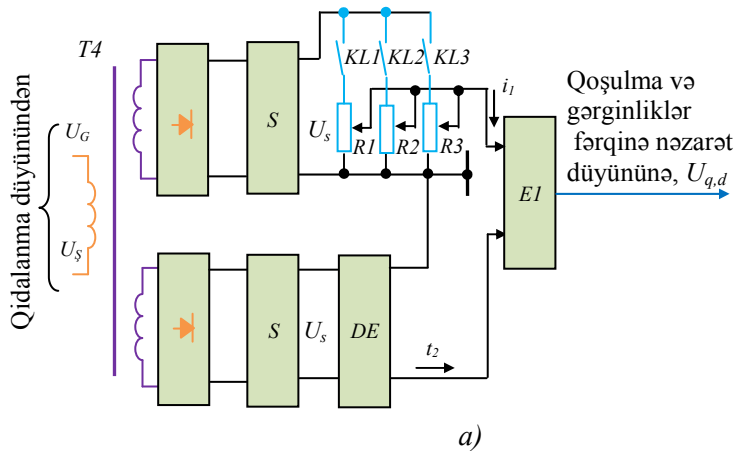 T4
KL1 KL2 KL3
Qidalanma düyünündən
U_G
U_Ş
S
U_s
R1 R2 R3
i_1
Qoşulma və
gərginliklər
fərqinə nəzarət
düyününə, U_{q,d}
E1
S
U_s
DE
t_2
a)